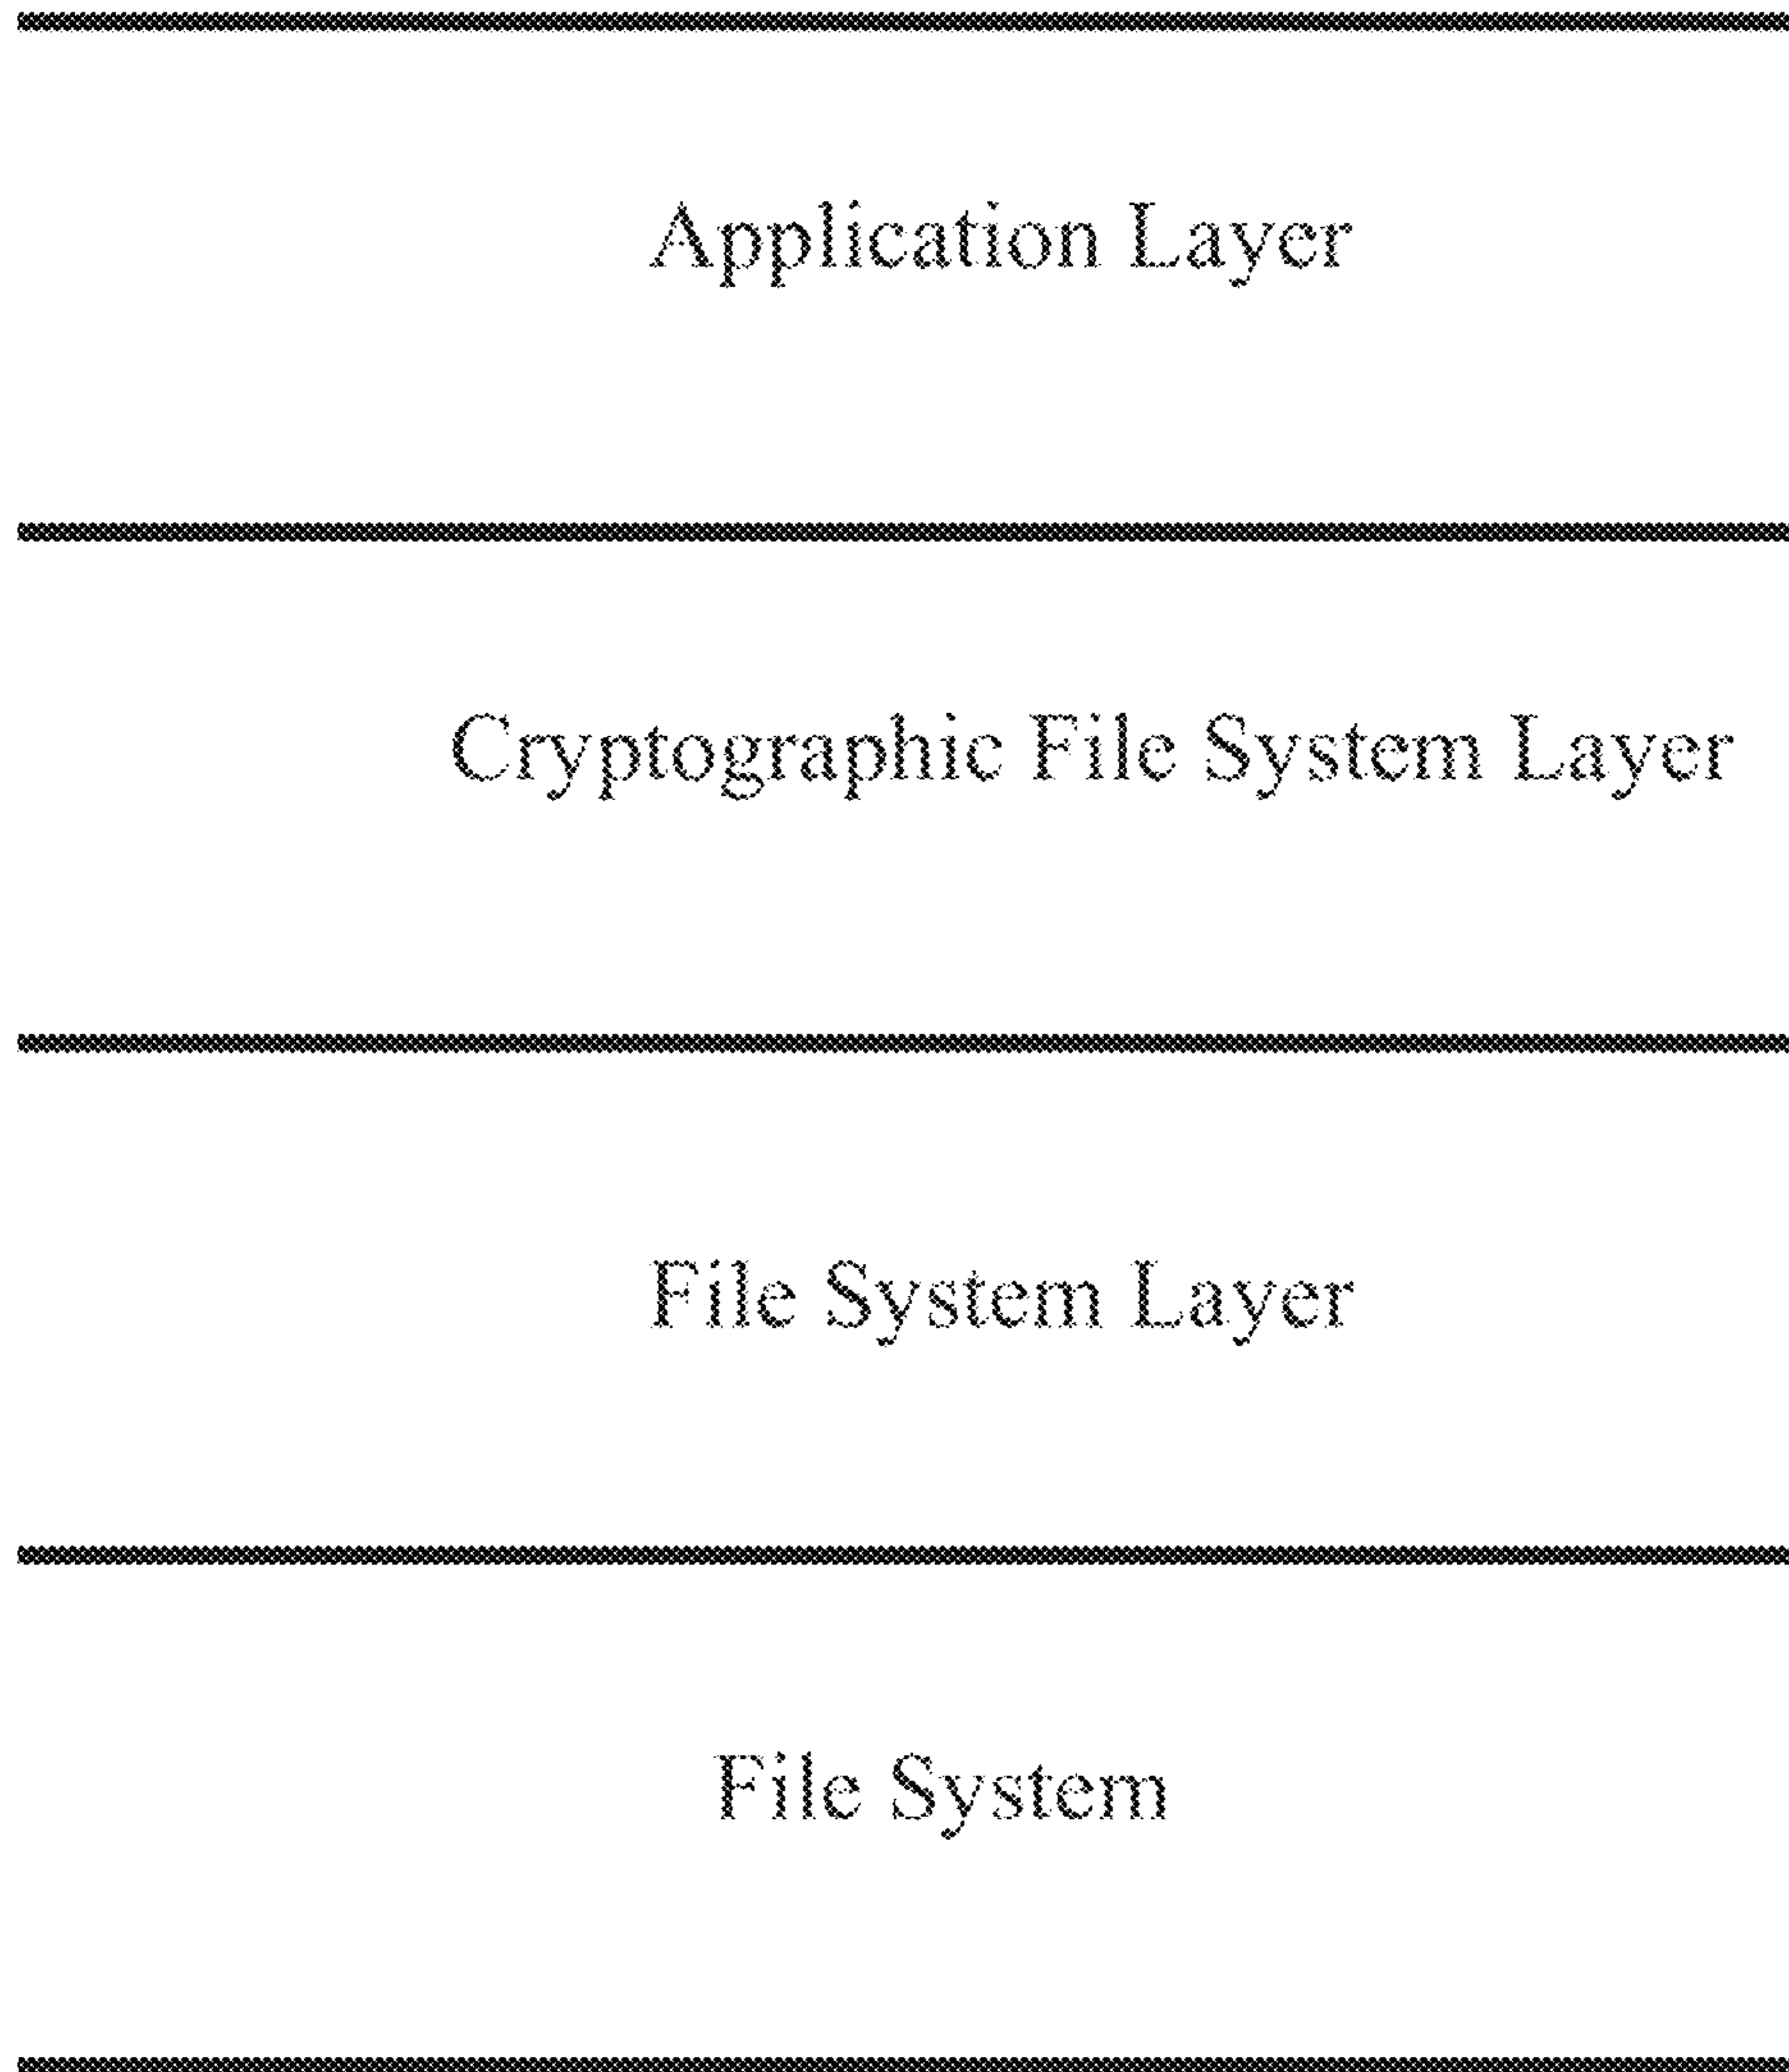 Application Layer
Cryptographic File System Layer
File System Layer
File System